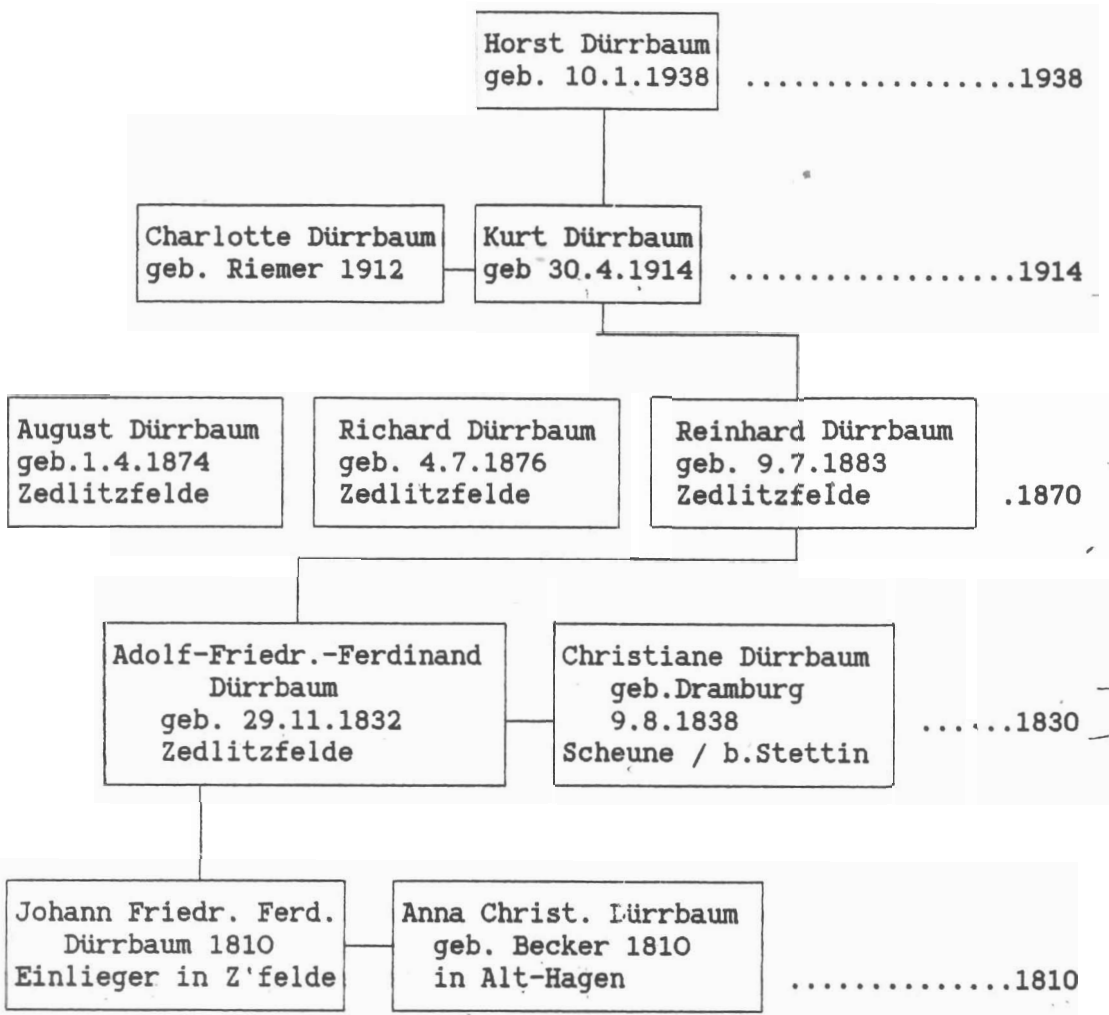 Horst Dürrbaum
geb. 10.1.1938 .................1938
Charlotte Dürrbaum
geb. Riemer 1912
Kurt Dürrbaum
geb 30.4.1914 ..................1914
August Dürrbaum
geb.1.4.1874
Zedlitzfelde
Richard Dürrbaum
geb. 4.7.1876
Zedlitzfelde
Reinhard Dürrbaum
geb. 9.7.1883
Zedlitzfelde .1870
Adolf-Friedr.-Ferdinand
Dürrbaum
geb. 29.11.1832
Zedlitzfelde
Christiane Dürrbaum
geb.Dramburg
9.8.1838 ......1830
Scheune / b.Stettin
Johann Friedr. Ferd.
Dürrbaum 1810
Einlieger in Z'felde
Anna Christ. Dürrbaum
geb. Becker 1810
in Alt-Hagen ..............1810